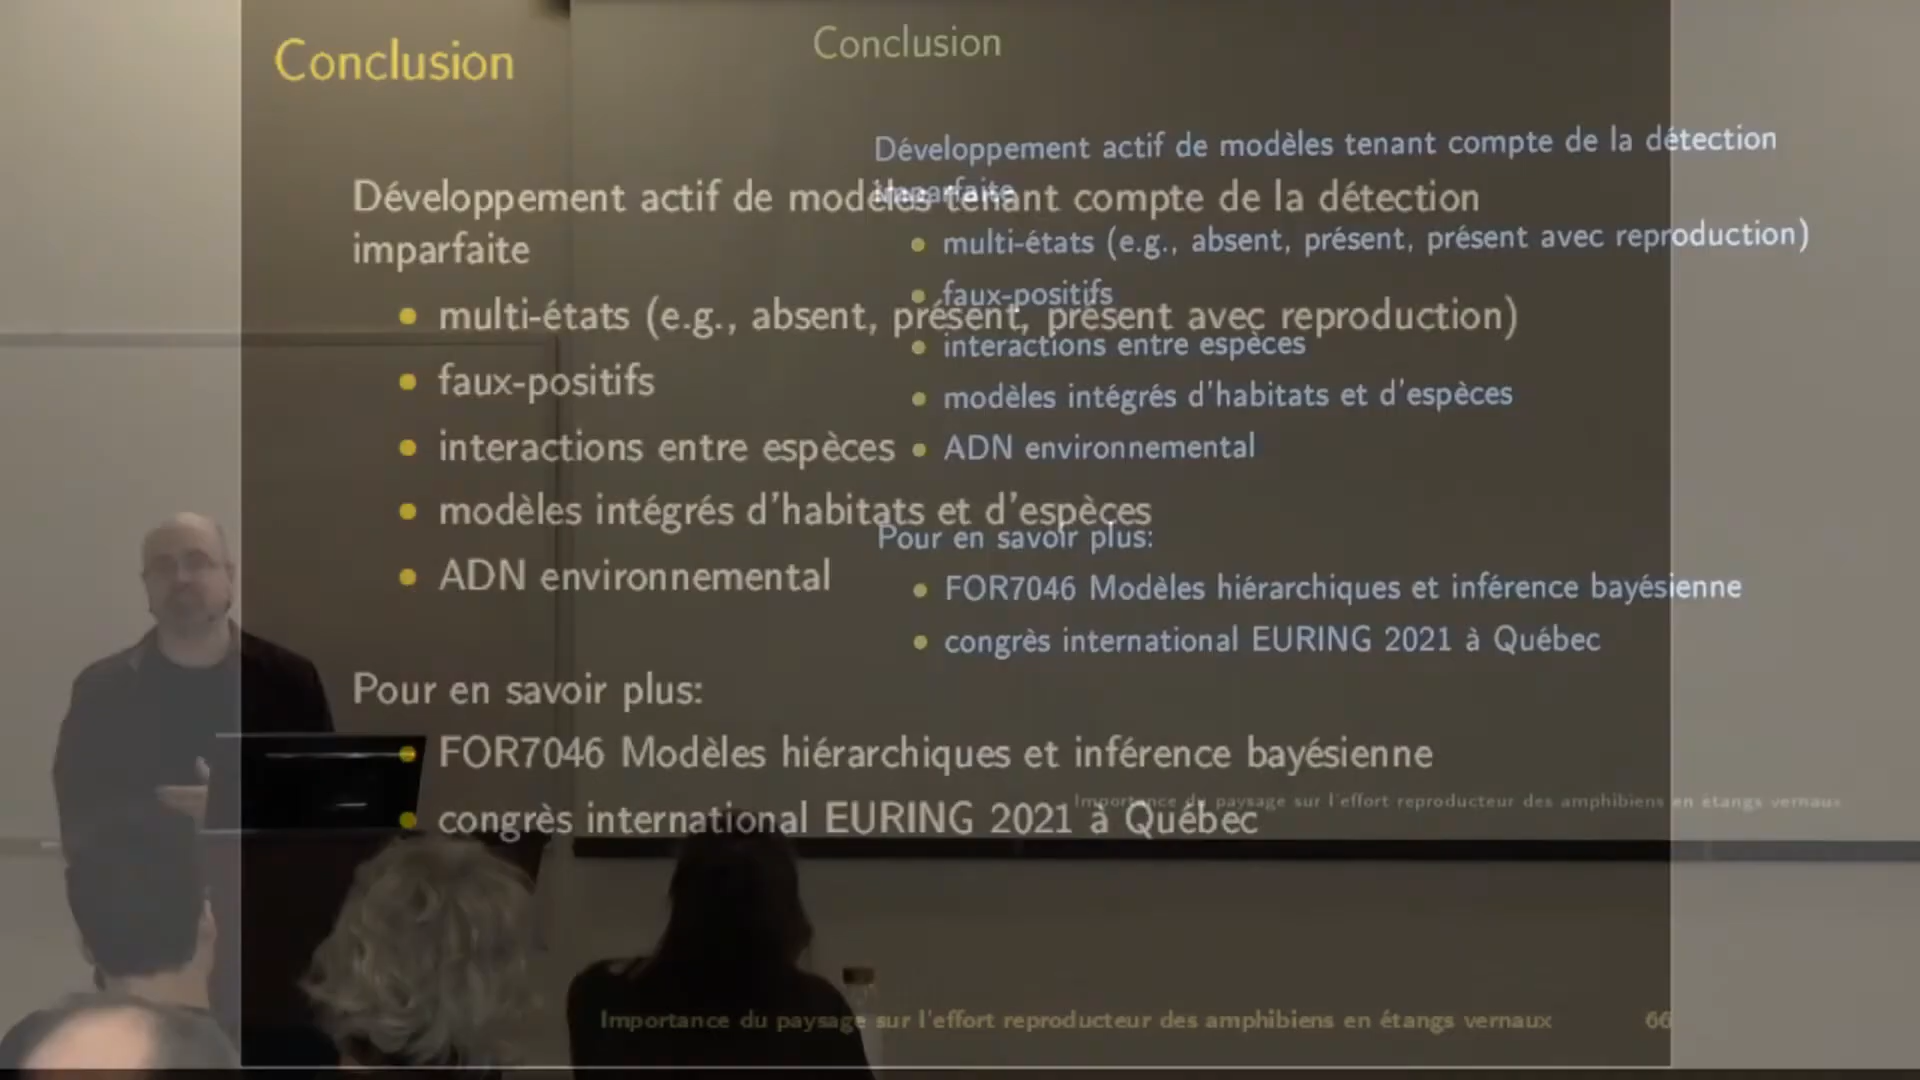 Conclusion
Développement actif de modèles tenant compte de la détection
imparfaite
• multi-états (e.g., absent, présent, présent avec reproduction)
• faux-positifs
• interactions entre espèces
• modèles intégrés d'habitats et d'espèces
• ADN environnemental
Pour en savoir plus:
• FOR7046 Modèles hiérarchiques et inférence bayésienne
• congrès international EURING 2021 à Québec
Importance du paysage sur l'effort reproducteur des amphibiens en étangs vernaux 66
Conclusion
Développement actif de modèles tenant compte de la détection
imparfaite
• multi-états (e.g., absent, présent, présent avec reproduction)
• faux-positifs
• interactions entre espèces
• modèles intégrés d'habitats et d'espèces
• ADN environnemental
Pour en savoir plus:
• FOR7046 Modèles hiérarchiques et inférence bayésienne
• congrès international EURING 2021 à Québec
Importance du paysage sur l'effort reproducteur des amphibiens en étangs vernaux